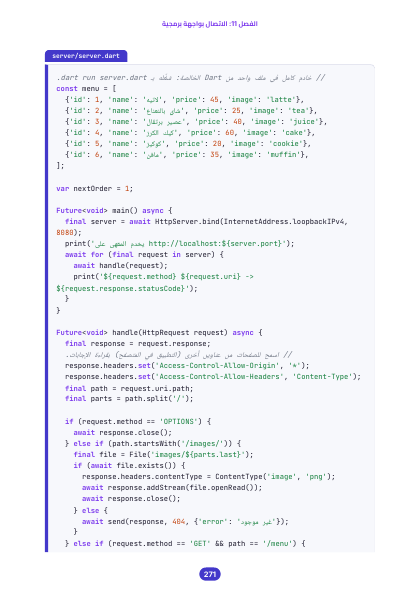 الفصل 11: الاتصال بواجهة برمجية
server/server.dart
// خادم كامل في ملف واحد من Dart الخالصة: شغّله بـ dart run server.dart.
const menu = [
  {'id': 1, 'name': 'لاتيه', 'price': 45, 'image': 'latte'},
  {'id': 2, 'name': 'شاي بالنعناع', 'price': 25, 'image': 'tea'},
  {'id': 3, 'name': 'عصير برتقال', 'price': 40, 'image': 'juice'},
  {'id': 4, 'name': 'كيك الكرز', 'price': 60, 'image': 'cake'},
  {'id': 5, 'name': 'كوكيز', 'price': 20, 'image': 'cookie'},
  {'id': 6, 'name': 'مافن', 'price': 35, 'image': 'muffin'},
];
var nextOrder = 1;
Future<void> main() async {
  final server = await HttpServer.bind(InternetAddress.loopbackIPv4,
8080);
  print('يخدم المقهى على http://localhost:${server.port}');
  await for (final request in server) {
    await handle(request);
    print('${request.method} ${request.uri} ->
${request.response.statusCode}');
  }
}
Future<void> handle(HttpRequest request) async {
  final response = request.response;
  // اسمح للصفحات من عناوين أخرى (التطبيق في المتصفح) بقراءة الإجابات.
  response.headers.set('Access-Control-Allow-Origin', '*');
  response.headers.set('Access-Control-Allow-Headers', 'Content-Type');
  final path = request.uri.path;
  final parts = path.split('/');
  if (request.method == 'OPTIONS') {
    await response.close();
  } else if (path.startsWith('/images/')) {
    final file = File('images/${parts.last}');
    if (await file.exists()) {
      response.headers.contentType = ContentType('image', 'png');
      await response.addStream(file.openRead());
      await response.close();
    } else {
      await send(response, 404, {'error': 'غير موجود'});
    }
  } else if (request.method == 'GET' && path == '/menu') {
271